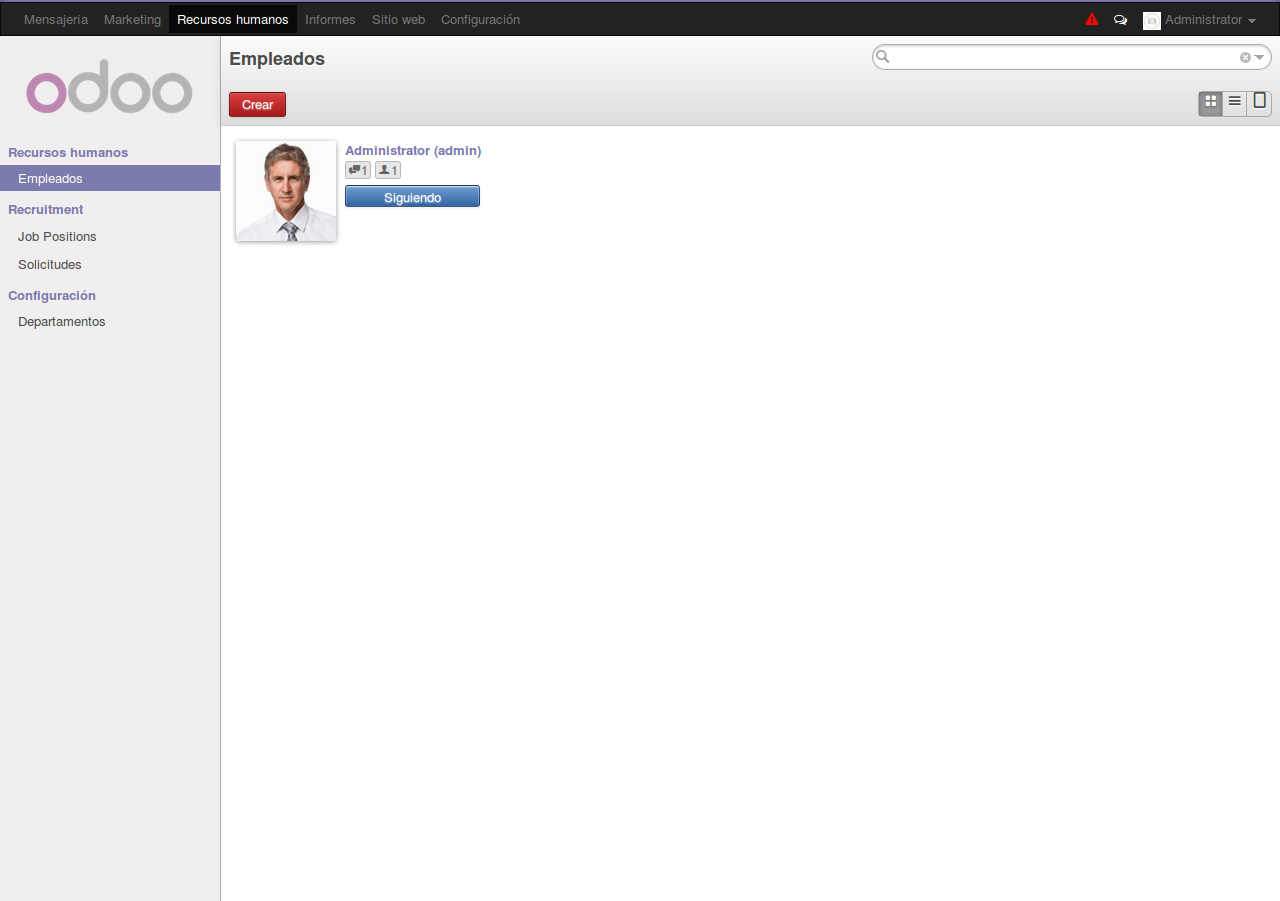 Mensajería Marketing Recursos humanos Informes Sitio web Configuración Administrator
odoo
Empleados
Crear
Recursos humanos
Empleados
Recruitment
Job Positions
Solicitudes
Configuración
Departamentos
Administrator (admin)
1 1
Siguiendo